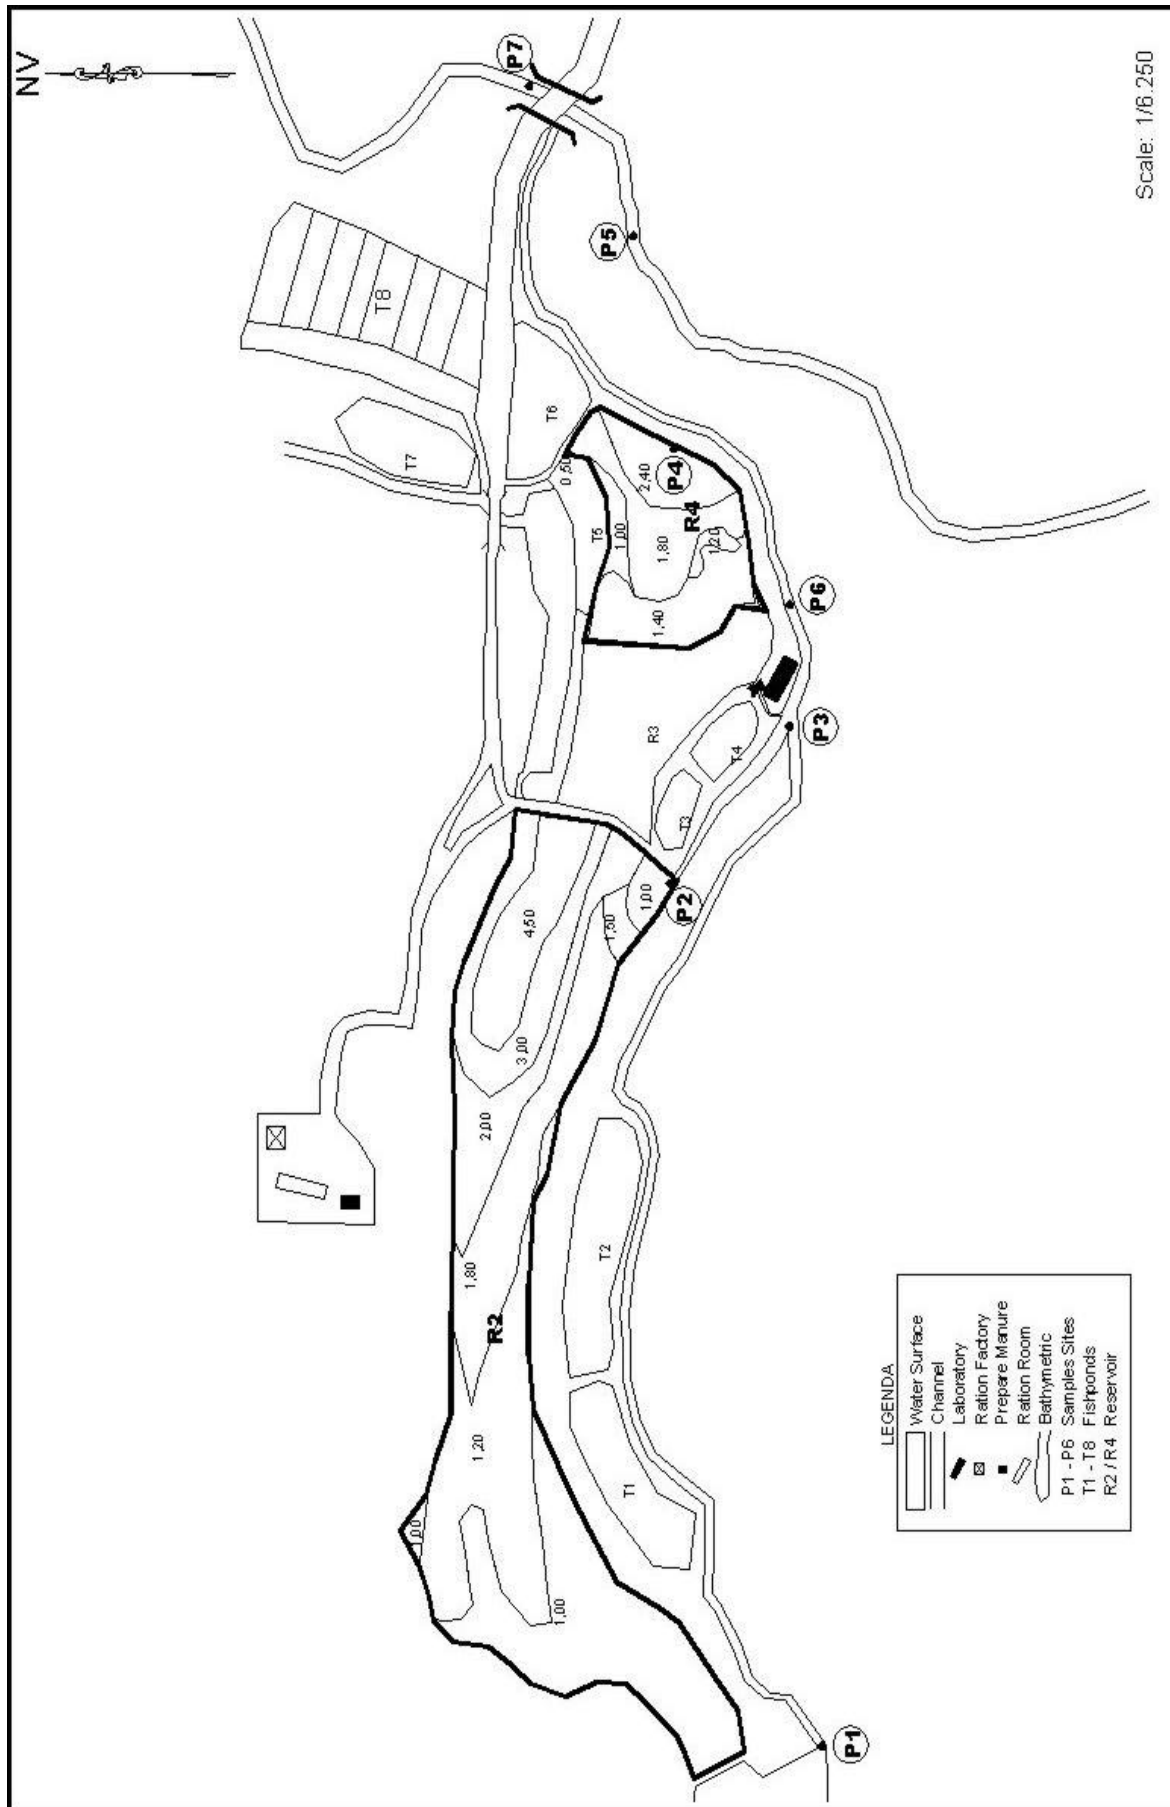 NV
P7
T8
P5
T7
T6
0,50
2,40
P4
T5
1,00
R4
1,80
1,20
1,40
P6
R3
T4
P3
T3
4,50
1,00
P2
1,50
3,00
2,00
1,80
R2
T2
1,20
T1
1,00
1,00
P1
LEGENDA
Water Surface
Channel
Laboratory
Ration Factory
Prepare Manure
Ration Room
Bathymetric
P1 - P6 Samples Sites
T1 - T8 Fishponds
R2 / R4 Reservoir
Scale: 1/6.250